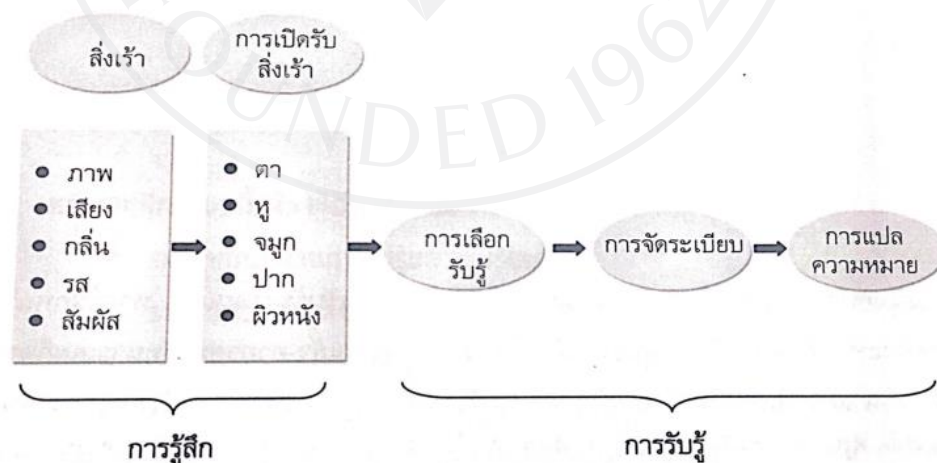 สิ่งเร้า
การเปิดรับ
สิ่งเร้า
ภาพ
เสียง
กลิ่น
รส
สัมผัส
ตา
หู
จมูก
ปาก
ผิวหนัง
การเลือก
รับรู้
การจัดระเบียบ
การแปล
ความหมาย
การรู้สึก
การรับรู้
FOUNDED 1964